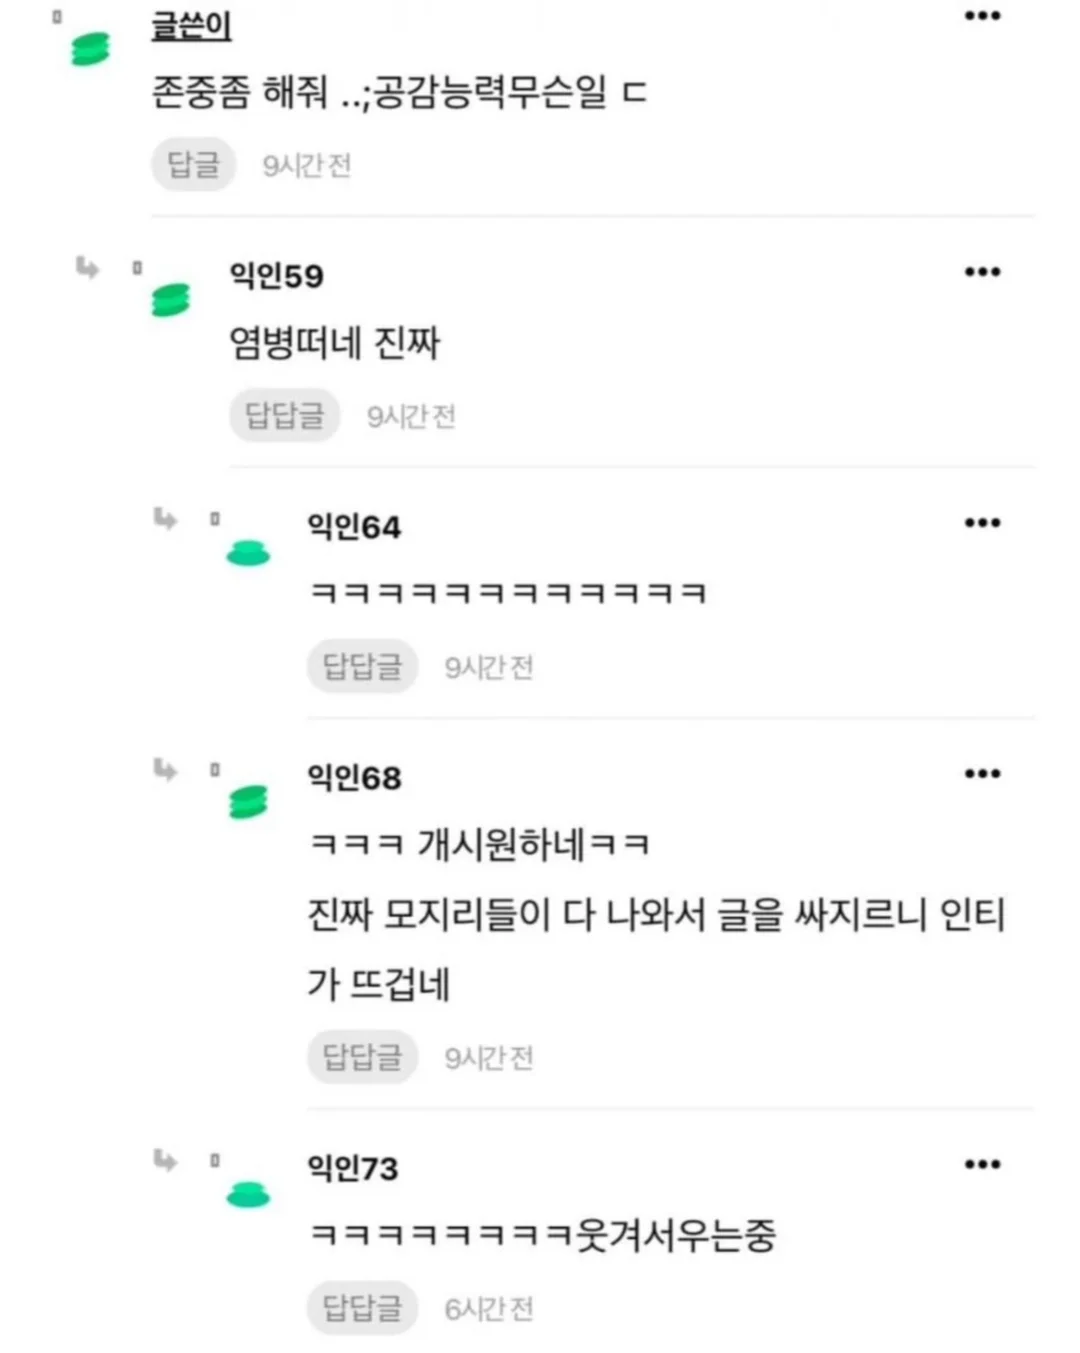 글쓴이
존중좀 해줘 ..;공감능력무슨일 ㄷ
답글 9시간 전
익인59
염병떠네 진짜
답답글 9시간 전
익인64
ㅋㅋㅋㅋㅋㅋㅋㅋㅋㅋㅋㅋ
답답글 9시간 전
익인68
ㅋㅋㅋ 개시원하네ㅋㅋ
진짜 모지리들이 다 나와서 글을 싸지르니 인티
가 뜨겁네
답답글 9시간 전
익인73
ㅋㅋㅋㅋㅋㅋㅋㅋ웃겨서우는중
답답글 6시간 전